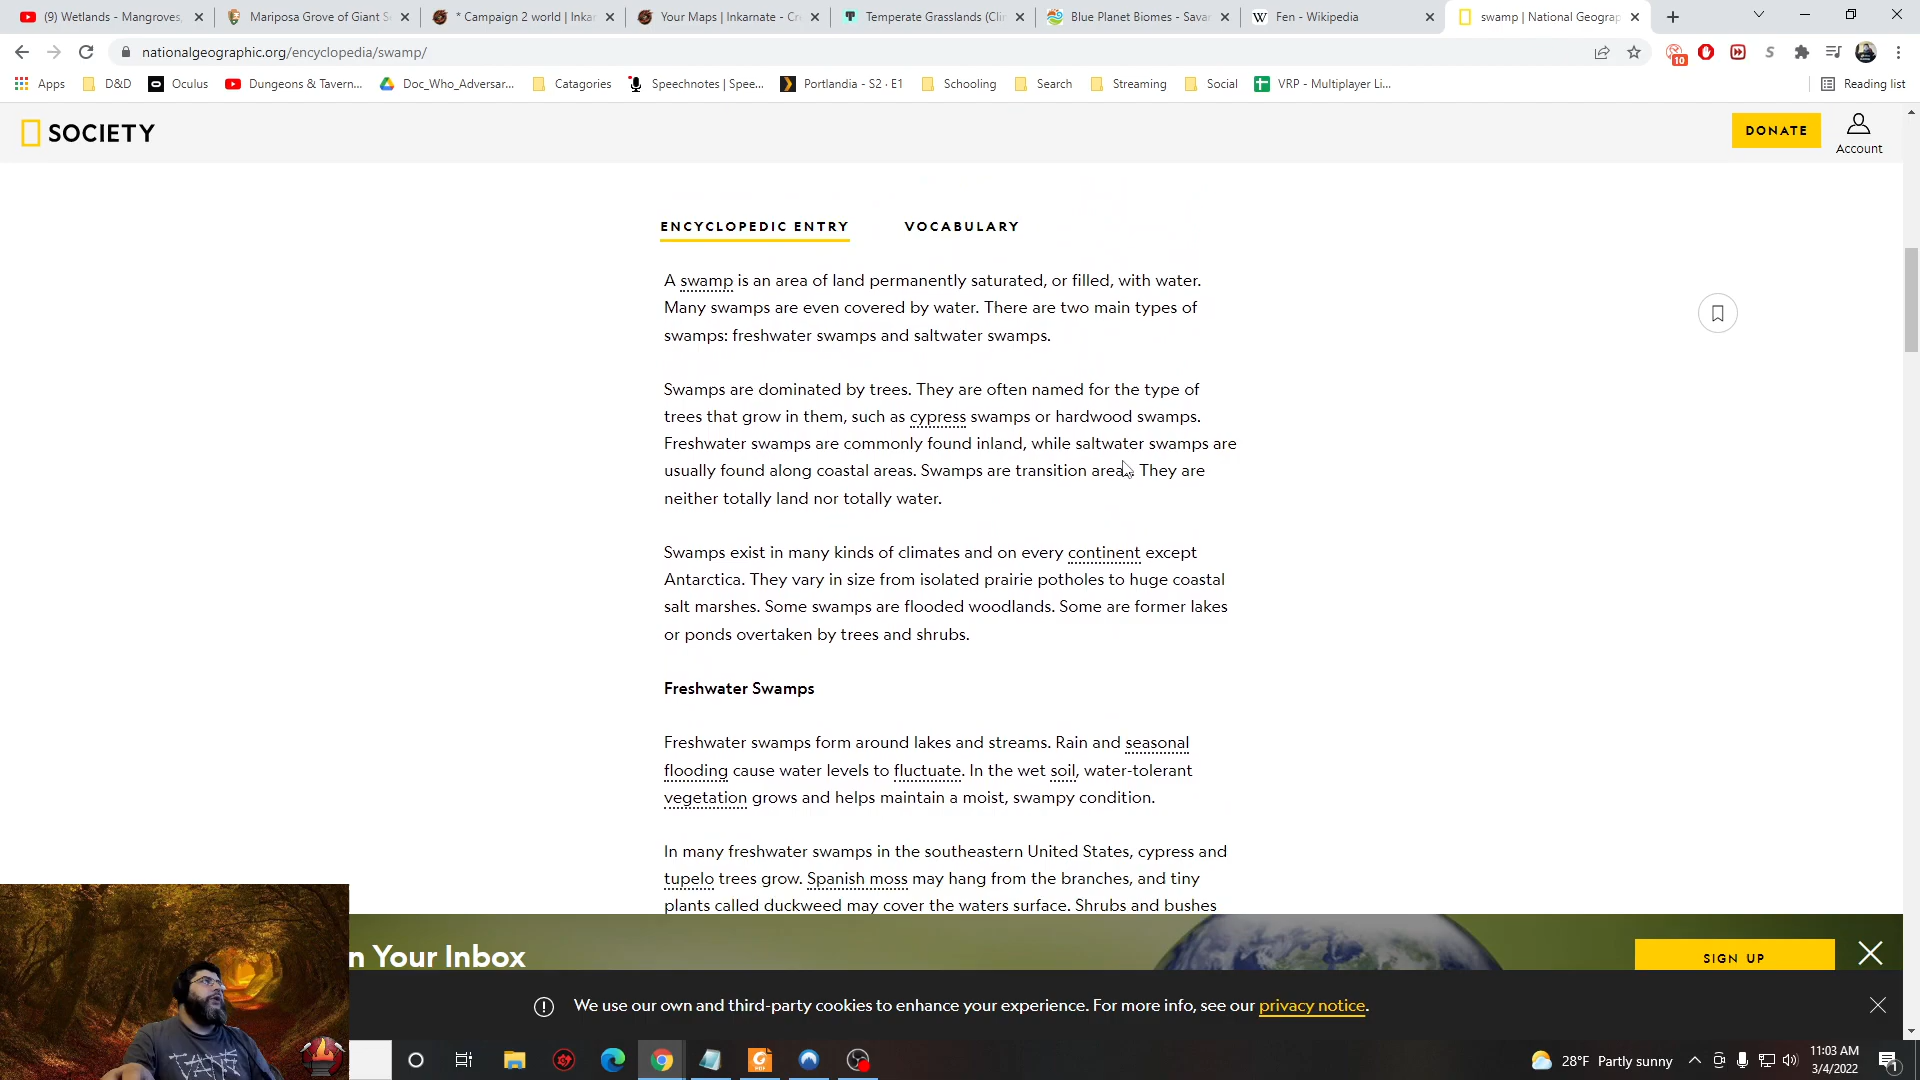 (9) Wetlands - Mangroves,
Mariposa Grove of Giant S
* Campaign 2 world | Inkar
Your Maps | Inkarnate - Cr
Temperate Grasslands (Cli
Blue Planet Biomes - Sava
Fen - Wikipedia
swamp | National Geograp
nationalgeographic.org/encyclopedia/swamp/
10
Apps
D&D
Oculus
Dungeons & Tavern...
Doc_Who_Adversar...
Catagories
Speechnotes | Spee...
Portlandia - S2 · E1
Schooling
Search
Streaming
Social
VRP - Multiplayer Li...
Reading list
SOCIETY
DONATE
Account
ENCYCLOPEDIC ENTRY
VOCABULARY
A swamp is an area of land permanently saturated, or filled, with water.
Many swamps are even covered by water. There are two main types of
swamps: freshwater swamps and saltwater swamps.
Swamps are dominated by trees. They are often named for the type of
trees that grow in them, such as cypress swamps or hardwood swamps.
Freshwater swamps are commonly found inland, while saltwater swamps are
usually found along coastal areas. Swamps are transition areas. They are
neither totally land nor totally water.
Swamps exist in many kinds of climates and on every continent except
Antarctica. They vary in size from isolated prairie potholes to huge coastal
salt marshes. Some swamps are flooded woodlands. Some are former lakes
or ponds overtaken by trees and shrubs.
Freshwater Swamps
Freshwater swamps form around lakes and streams. Rain and seasonal
flooding cause water levels to fluctuate. In the wet soil, water-tolerant
vegetation grows and helps maintain a moist, swampy condition.
In many freshwater swamps in the southeastern United States, cypress and
tupelo trees grow. Spanish moss may hang from the branches, and tiny
plants called duckweed may cover the waters surface. Shrubs and bushes
n Your Inbox
SIGN UP
We use our own and third-party cookies to enhance your experience. For more info, see our privacy notice.
28°F Partly sunny
11:03 AM
3/4/2022
1